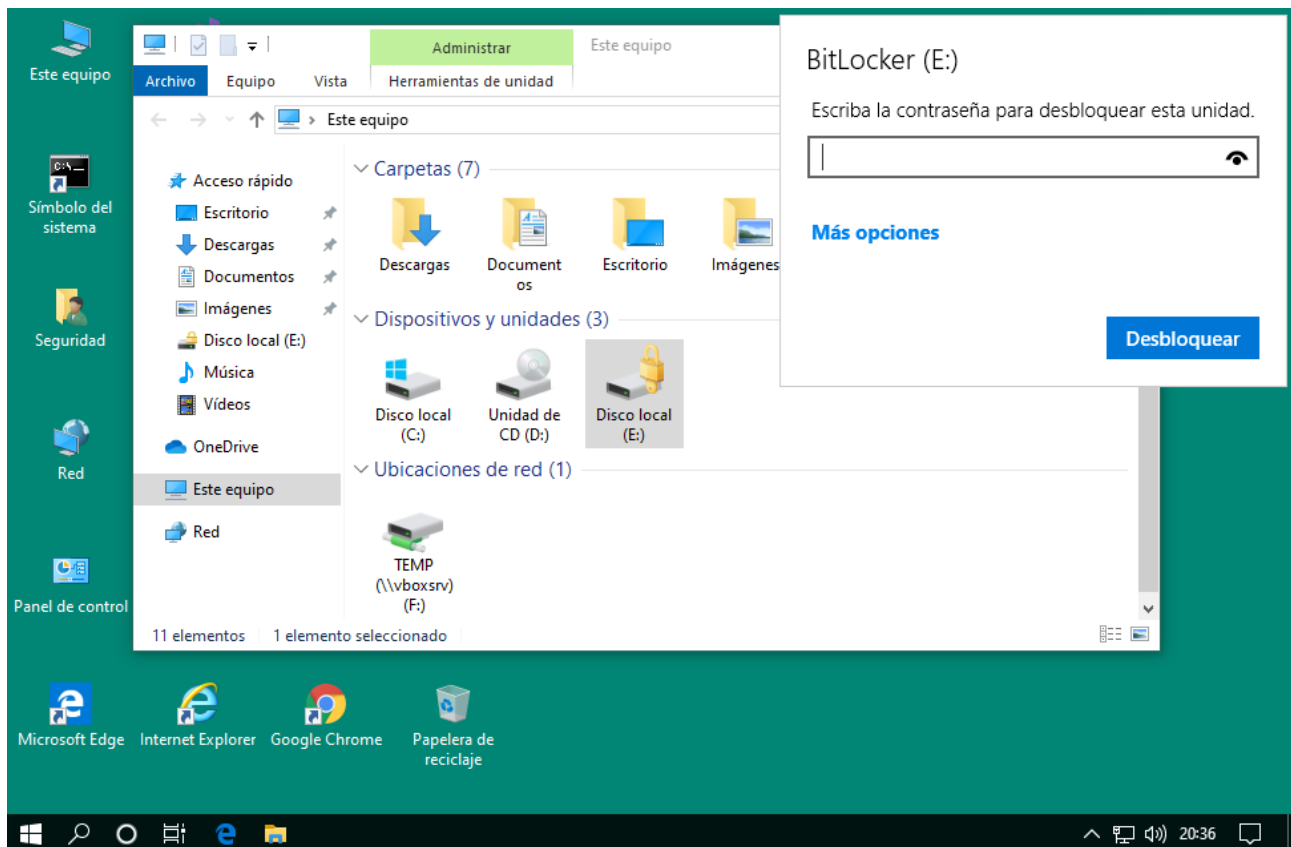 Este equipo
Símbolo del
sistema
Seguridad
Red
Panel de control
Microsoft Edge
Internet Explorer
Google Chrome
Papelera de
reciclaje
Administrar
Este equipo
Archivo
Equipo
Vista
Herramientas de unidad
Este equipo
Acceso rápido
Escritorio
Descargas
Documentos
Imágenes
Disco local (E:)
Música
Vídeos
OneDrive
Este equipo
Red
Carpetas (7)
Descargas
Document
os
Escritorio
Imágenes
Dispositivos y unidades (3)
Disco local
(C:)
Unidad de
CD (D:)
Disco local
(E:)
Ubicaciones de red (1)
TEMP
(\\vboxsrv)
(F:)
11 elementos
1 elemento seleccionado
BitLocker (E:)
Escriba la contraseña para desbloquear esta unidad.
Más opciones
Desbloquear
20:36